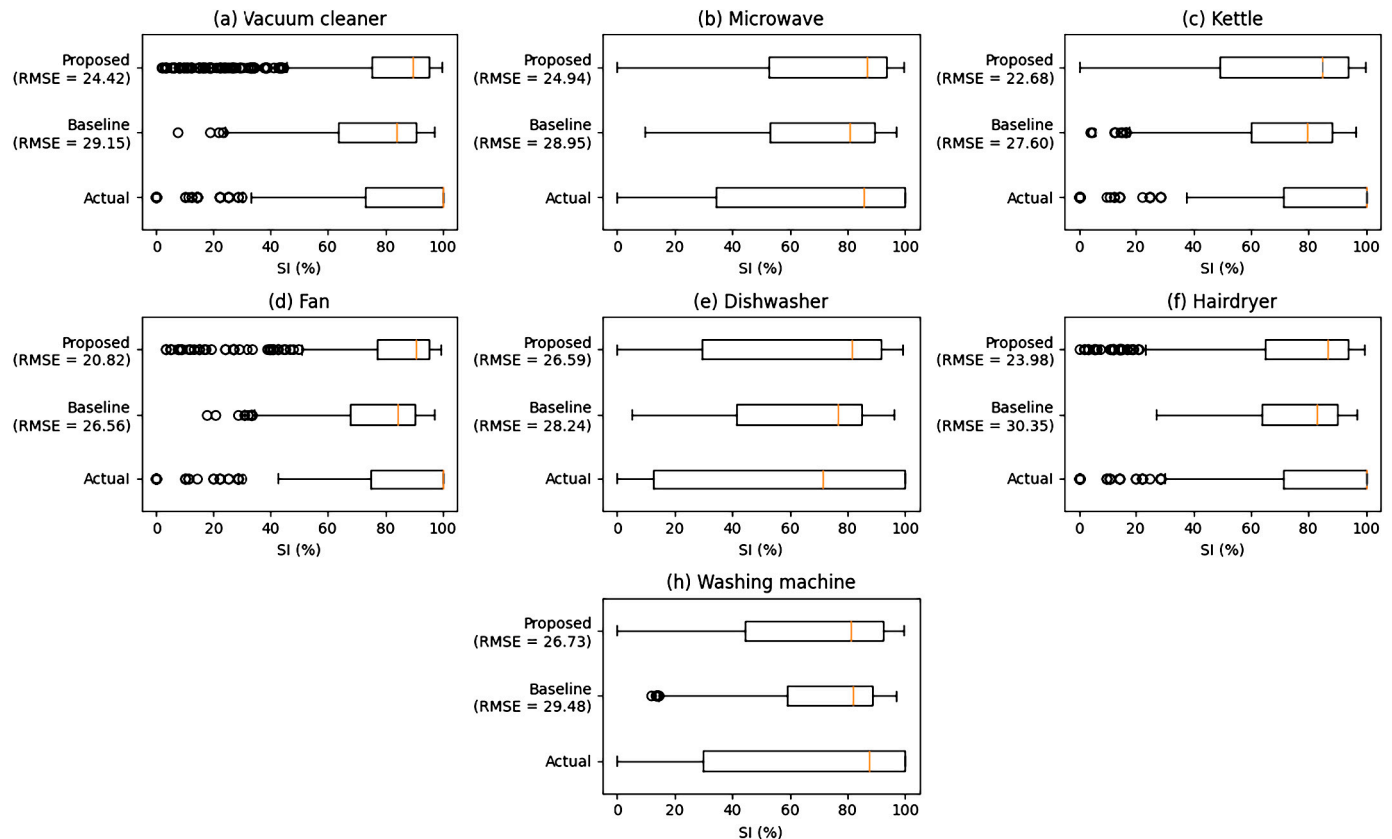 (a) Vacuum cleaner
Proposed
(RMSE = 24.42)
Baseline
(RMSE = 29.15)
Actual
0 20 40 60 80 100
SI (%)
(b) Microwave
Proposed
(RMSE = 24.94)
Baseline
(RMSE = 28.95)
Actual
0 20 40 60 80 100
SI (%)
(c) Kettle
Proposed
(RMSE = 22.68)
Baseline
(RMSE = 27.60)
Actual
0 20 40 60 80 100
SI (%)
(d) Fan
Proposed
(RMSE = 20.82)
Baseline
(RMSE = 26.56)
Actual
0 20 40 60 80 100
SI (%)
(e) Dishwasher
Proposed
(RMSE = 26.59)
Baseline
(RMSE = 28.24)
Actual
0 20 40 60 80 100
SI (%)
(f) Hairdryer
Proposed
(RMSE = 23.98)
Baseline
(RMSE = 30.35)
Actual
0 20 40 60 80 100
SI (%)
(h) Washing machine
Proposed
(RMSE = 26.73)
Baseline
(RMSE = 29.48)
Actual
0 20 40 60 80 100
SI (%)